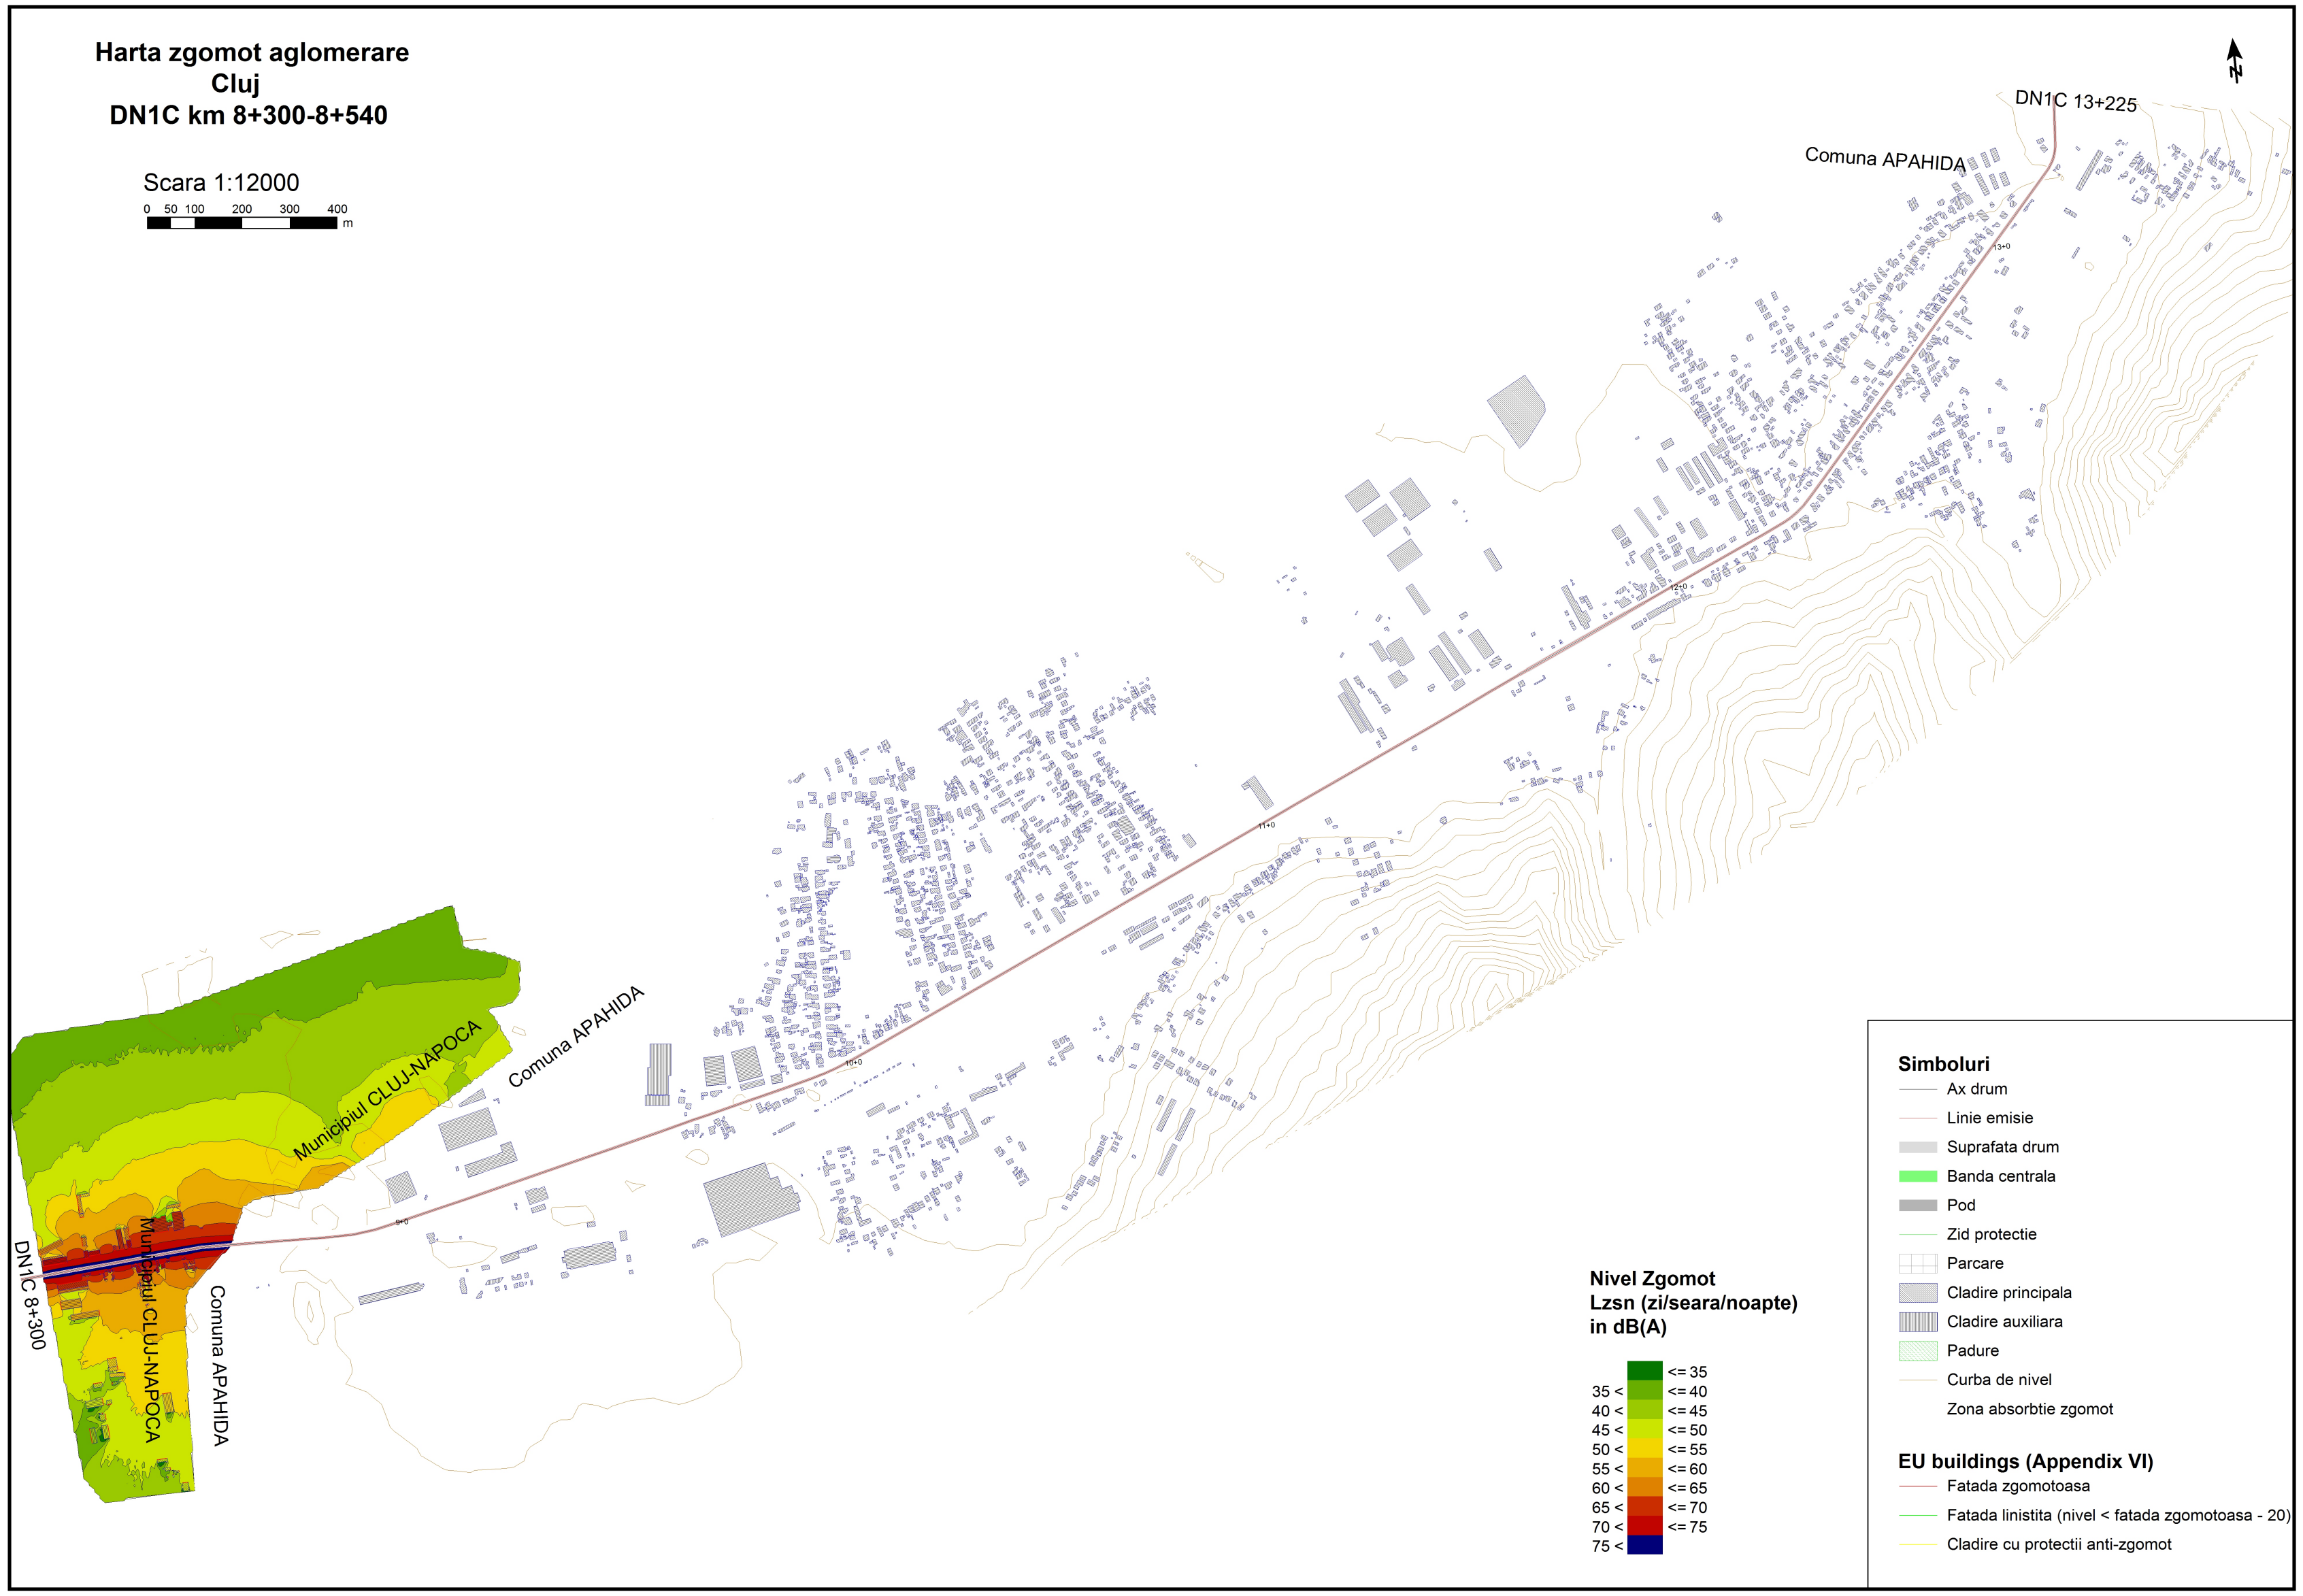 Harta zgomot aglomerare
Cluj
DN1C km 8+300-8+540
Scara 1:12000
0 50 100 200 300 400
m
N
DN1C 13+225
Comuna APAHIDA
13+0
12+0
11+0
10+0
9+0
Comuna APAHIDA
Municipiul CLUJ-NAPOCA
DN1C 8+300
Municipiul CLUJ-NAPOCA
Comuna APAHIDA
Nivel Zgomot
Lzsn (zi/seara/noapte)
in dB(A)
<= 35
35 < <= 40
40 < <= 45
45 < <= 50
50 < <= 55
55 < <= 60
60 < <= 65
65 < <= 70
70 < <= 75
75 <
Simboluri
Ax drum
Linie emisie
Suprafata drum
Banda centrala
Pod
Zid protectie
Parcare
Cladire principala
Cladire auxiliara
Padure
Curba de nivel
Zona absorbtie zgomot
EU buildings (Appendix VI)
Fatada zgomotoasa
Fatada linistita (nivel < fatada zgomotoasa - 20)
Cladire cu protectii anti-zgomot